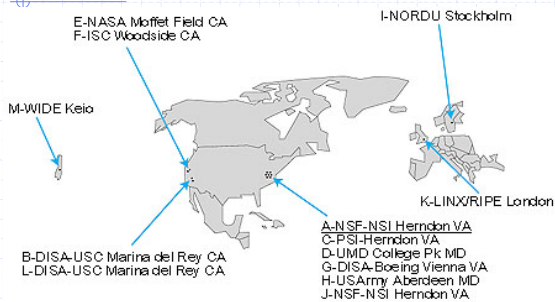 E-NASA Moffet Field CA
F-ISC Woodside CA
I-NORDU Stockholm
M-WIDE Keio
K-LINX/RIPE London
A-NSF-NSI Herndon VA
C-PSI-Herndon VA
D-UMD College Pk MD
G-DISA-Boeing Vienna VA
H-USArmy Aberdeen MD
J-NSF-NSI Herndon VA
B-DISA-USC Marina del Rey CA
L-DISA-USC Marina del Rey CA